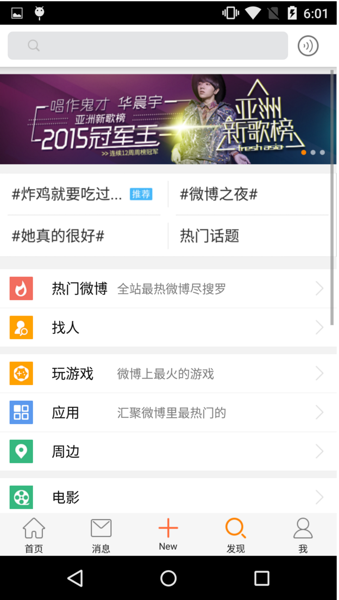 6:01
唱作鬼才 华晨宇
亚洲新歌榜
2015冠军王
>>连续12周周榜冠军
亚洲
新歌榜
#炸鸡就要吃过... 推荐
#微博之夜#
#她真的很好#
热门话题
热门微博 全站最热微博尽搜罗
找人
玩游戏 微博上最火的游戏
应用 汇聚微博里最热门的
周边
电影
首页
消息
New
发现
我